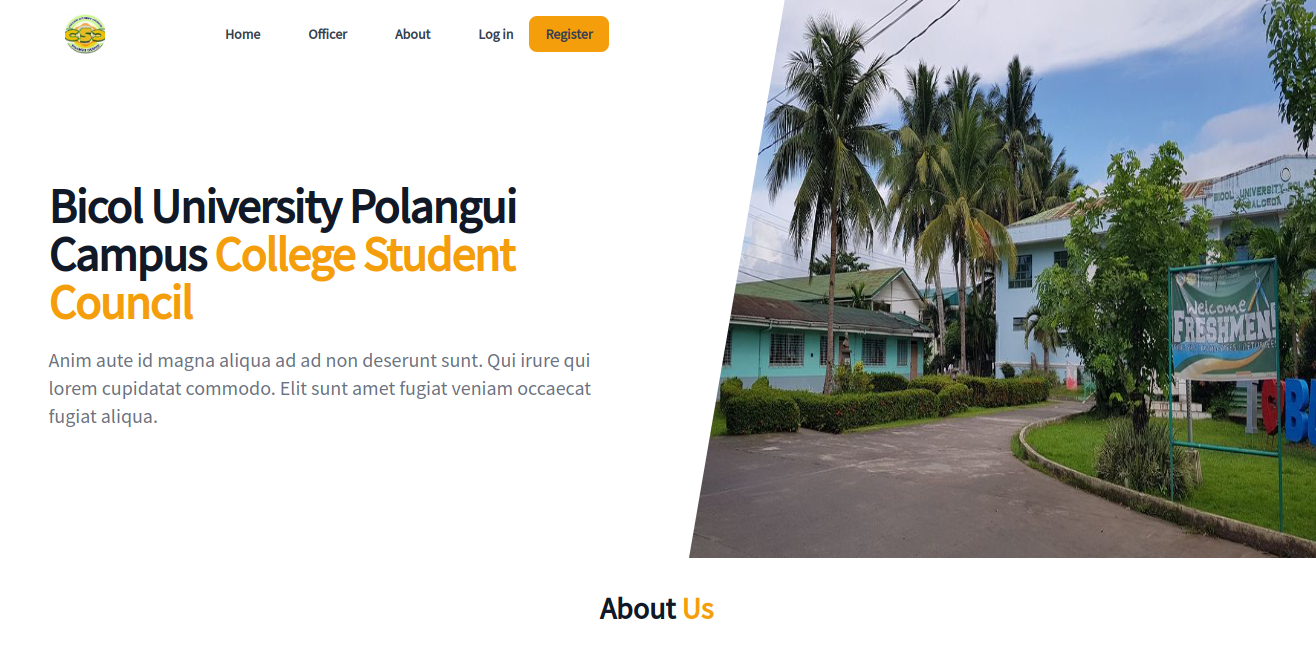 CSC
Home
Officer
About
Log in
Register
Bicol University Polangui
Campus College Student
Council
Anim aute id magna aliqua ad ad non deserunt sunt. Qui irure qui
lorem cupidatat commodo. Elit sunt amet fugiat veniam occaecat
fugiat aliqua.
BICOL UNIVERSITY
Welcome
FRESHMEN!
About Us